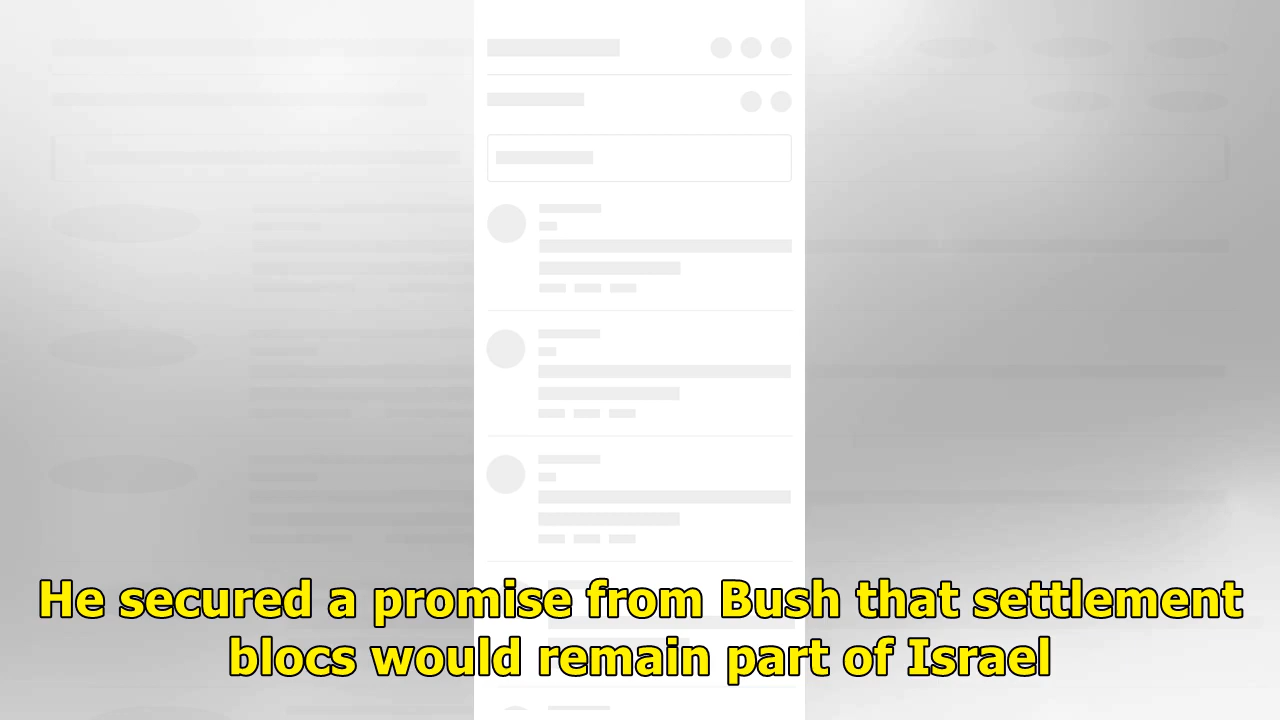 He secured a promise from Bush that settlement
blocs would remain part of Israel